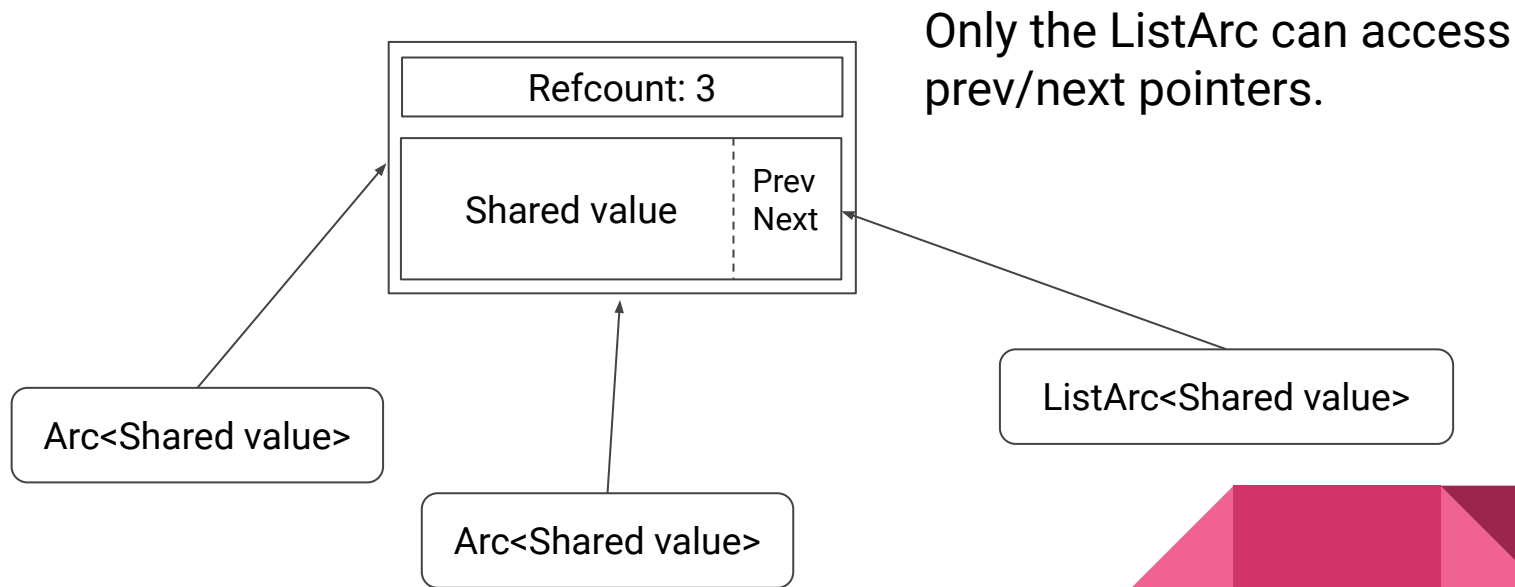 Only the ListArc can access
prev/next pointers.
Refcount: 3
Shared value
Prev
Next
Arc<Shared value>
Arc<Shared value>
ListArc<Shared value>